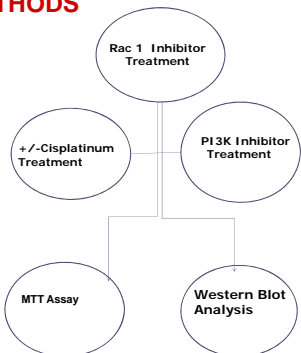 THODS
Rac 1 Inhibitor
Treatment
+/-Cisplatinum
Treatment
PI3K Inhibitor
Treatment
MTT Assay
Western Blot
Analysis